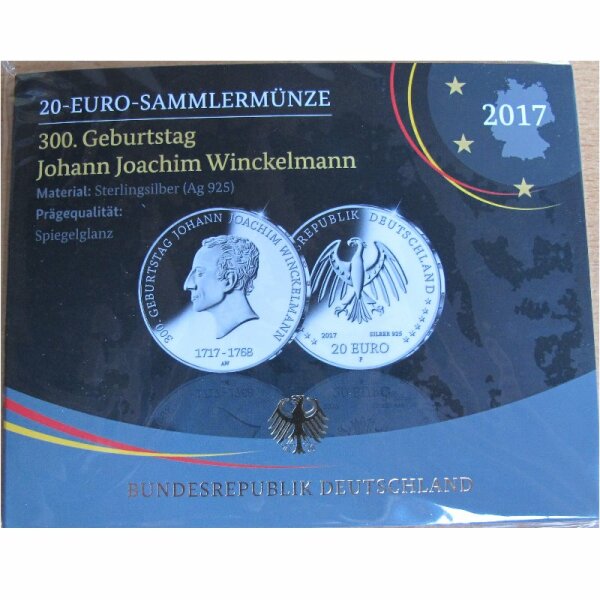 20-EURO-SAMMLERMÜNZE
2017
300. Geburtstag
Johann Joachim Winckelmann
Material: Sterlingsilber (Ag 925)
Prägequalität:
Spiegelglanz
300. GEBURTSTAG JOHANN JOACHIM WINCKELMANN
1717 - 1768
BUNDESREPUBLIK DEUTSCHLAND
2017 SILBER 925
20 EURO
F
BUNDESREPUBLIK DEUTSCHLAND